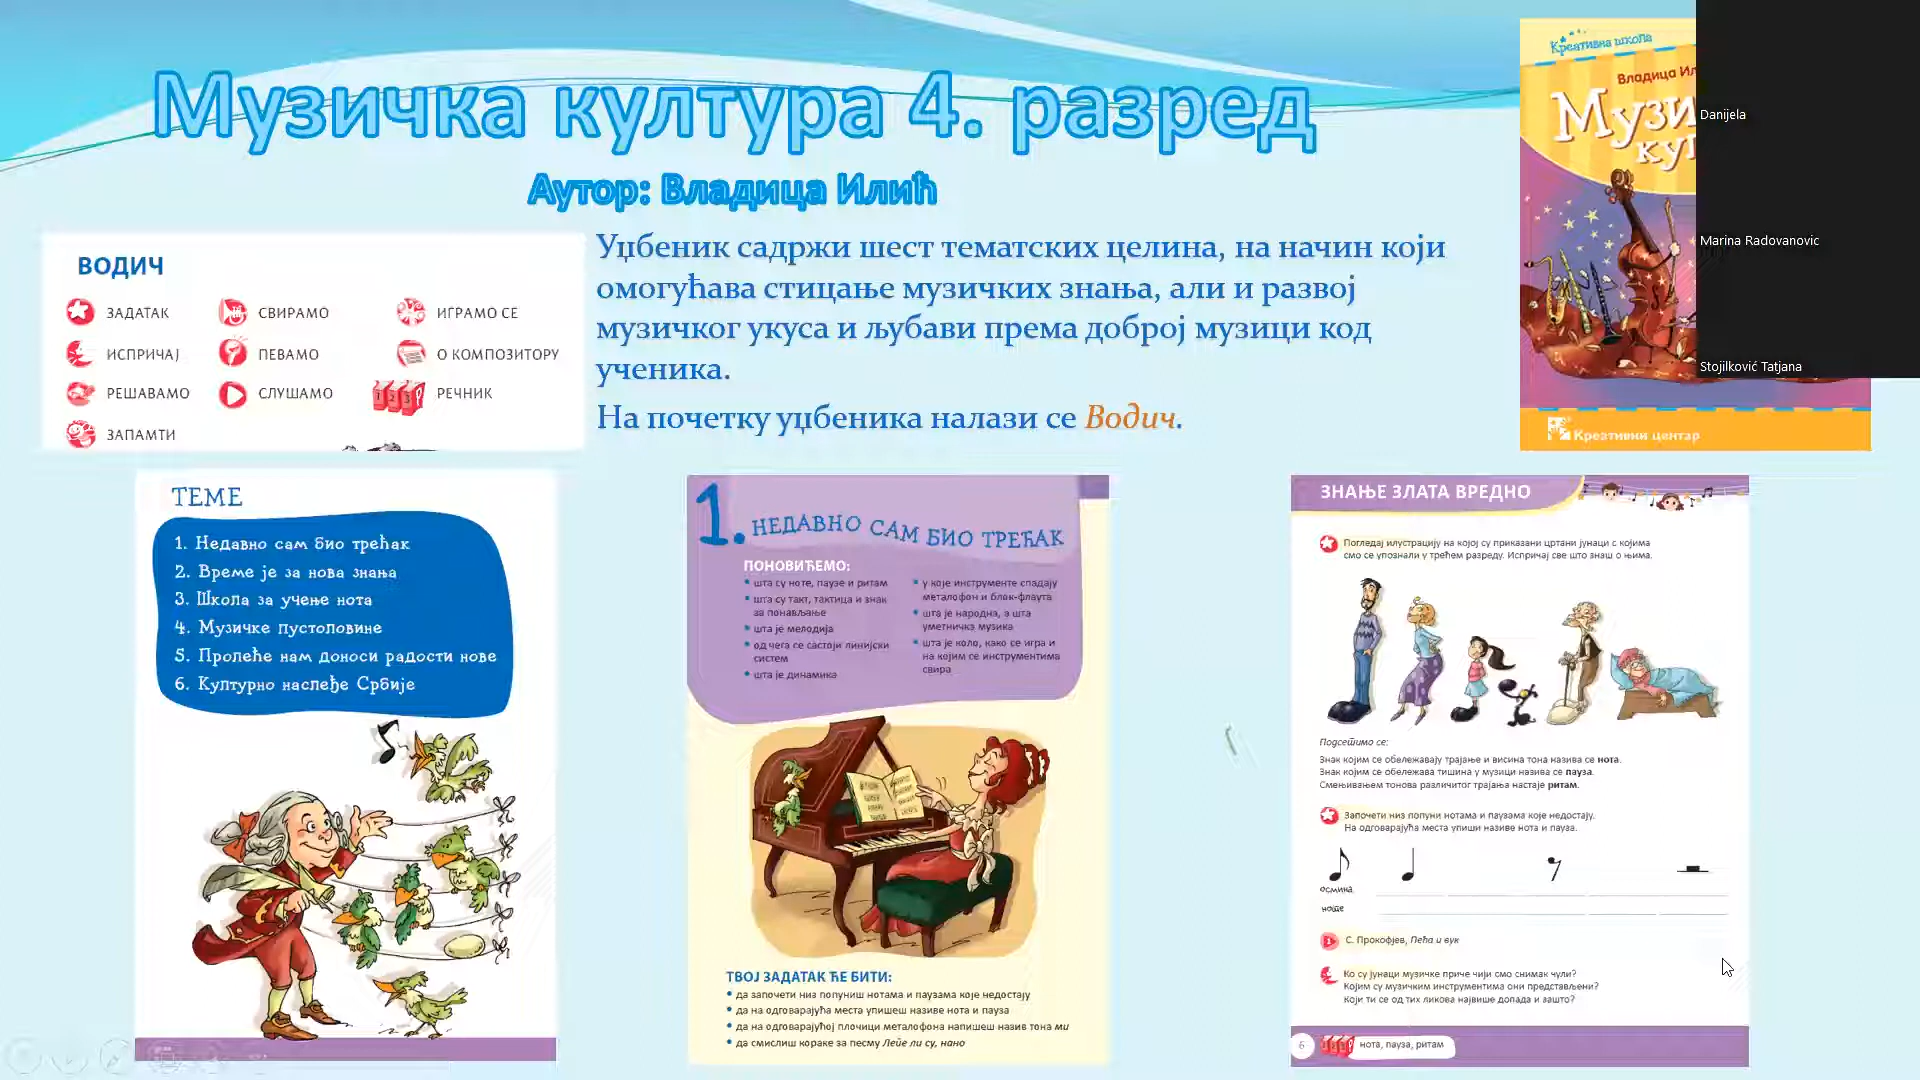 Музичка култура 4. разред
Аутор: Владица Илић
Креативна школа
Владица Ил
Музи
кул
Креативни центар
Danijela
Marina Radovanovic
Stojilković Tatjana
ВОДИЧ
ЗАДАТАК
СВИРАМО
ИГРАМО СЕ
ИСПРИЧАЈ
ПЕВАМО
О КОМПОЗИТОРУ
РЕШАВАМО
СЛУШАМО
1 2 3
РЕЧНИК
ЗАПАМТИ
Уџбеник садржи шест тематских целина, на начин који
омогућава стицање музичких знања, али и развој
музичког укуса и љубави према доброј музици код
ученика.
На почетку уџбеника налази се Водич.
ТЕМЕ
1. Недавно сам био трећак
2. Време је за нова знања
3. Школа за учење нота
4. Музичке пустоловине
5. Пролеће нам доноси радости нове
6. Културно наслеђе Србије
1. НЕДАВНО САМ БИО ТРЕЋАК
ПОНОВИЋЕМО:
• шта су ноте, паузе и ритам
• шта су такт, тактица и знак
за понављање
• шта је мелодија
• од чега се састоји линијски
систем
• шта је динамика
• у које инструменте спадају
металофон и блок-флаута
• шта је народна, а шта
уметничка музика
• шта је коло, како се игра и
на којим се инструментима
свира
ТВОЈ ЗАДАТАК ЋЕ БИТИ:
• да започети низ попуниш нотама и паузама које недостају
• да на одговарајућа места упишеш називе нота и пауза
• да на одговарајућој плочици металофона напишеш назив тона ми
• да смислиш кораке за песму Лепе ли су, нано
ЗНАЊЕ ЗЛАТА ВРЕДНО
Погледај илустрацију на којој су приказани цртани јунаци с којима
смо се упознали у трећем разреду. Испричај све што знаш о њима.
Подсетимо се:
Знак којим се обележавају трајање и висина тона назива се нота.
Знак којим се обележава тишина у музици назива се пауза.
Смењивањем тонова различитог трајања настаје ритам.
Започети низ попуни нотама и паузама које недостају.
На одговарајућа места упиши називе нота и пауза.
осмина
ноте
С. Прокофјев, Пећа и вук
Ко су јунаци музичке приче чији смо снимак чули?
Којим су музичким инструментима они представљени?
Који ти се од тих ликова највише допада и зашто?
6
нота, пауза, ритам